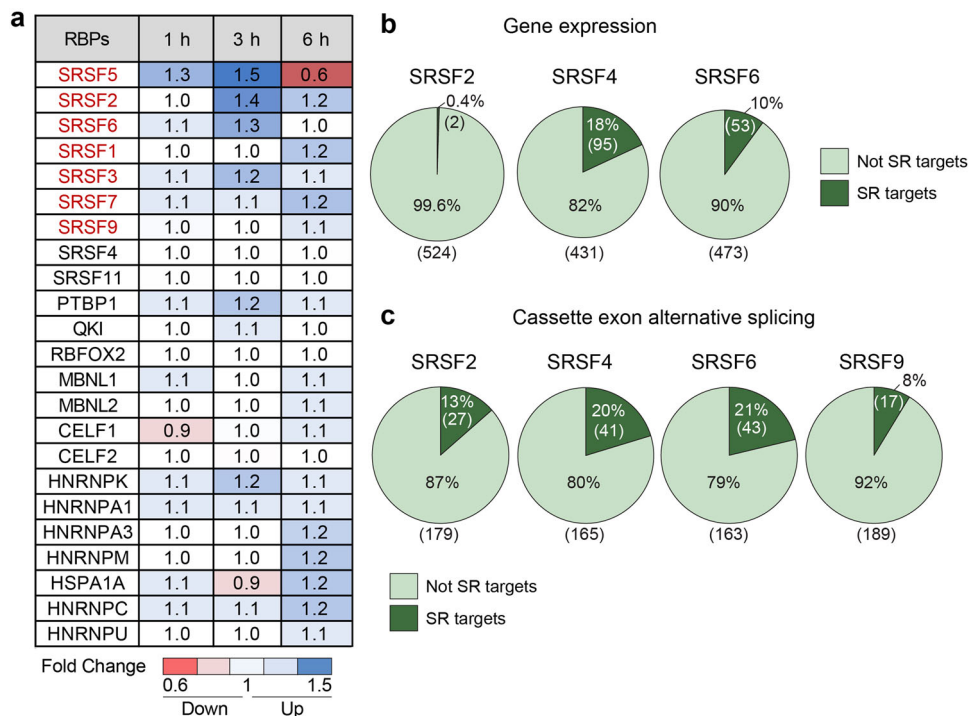 a
RBPs 1 h 3 h 6 h
SRSF5 1.3 1.5 0.6
SRSF2 1.0 1.4 1.2
SRSF6 1.1 1.3 1.0
SRSF1 1.0 1.0 1.2
SRSF3 1.1 1.2 1.1
SRSF7 1.1 1.1 1.2
SRSF9 1.0 1.0 1.1
SRSF4 1.0 1.0 1.0
SRSF11 1.0 1.0 1.0
PTBP1 1.1 1.2 1.1
QKI 1.0 1.1 1.0
RBFOX2 1.0 1.0 1.0
MBNL1 1.1 1.0 1.1
MBNL2 1.0 1.0 1.1
CELF1 0.9 1.0 1.1
CELF2 1.0 1.0 1.0
HNRNPK 1.1 1.2 1.1
HNRNPA1 1.1 1.1 1.1
HNRNPA3 1.0 1.0 1.2
HNRNPM 1.0 1.0 1.2
HSPA1A 1.1 0.9 1.2
HNRNPC 1.1 1.1 1.2
HNRNPU 1.0 1.0 1.1
Fold Change
0.6 1 1.5
Down Up
b
Gene expression
SRSF2 SRSF4 SRSF6
0.4%
(2)
99.6%
(524)
18%
(95)
82%
(431)
10%
(53)
90%
(473)
Not SR targets
SR targets
c
Cassette exon alternative splicing
SRSF2 SRSF4 SRSF6 SRSF9
13%
(27)
87%
(179)
20%
(41)
80%
(165)
21%
(43)
79%
(163)
8%
(17)
92%
(189)
Not SR targets
SR targets